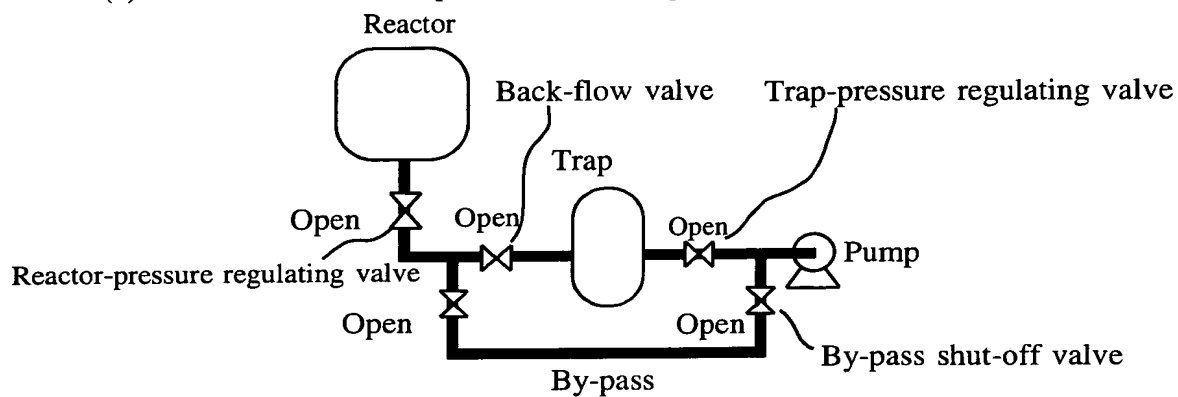 Reactor
Back-flow valve
Trap-pressure regulating valve
Trap
Open
Open
Open
Pump
Reactor-pressure regulating valve
Open
Open
By-pass shut-off valve
By-pass